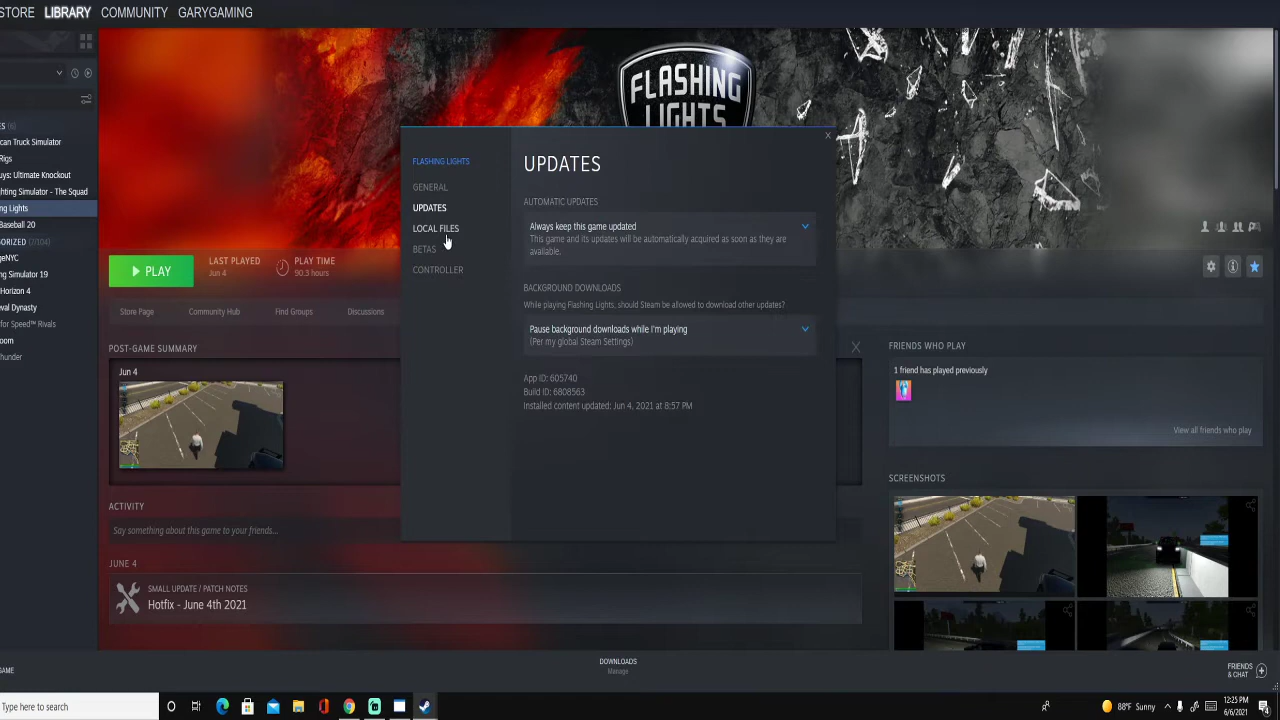 STORE LIBRARY COMMUNITY GARYGAMING
FLASHING
LIGHTS
ES (6)
can Truck Simulator
Rigs
uys: Ultimate Knockout
ghting Simulator - The Squad
ng Lights
Baseball 20
ORIZED (7/104)
geNYC
ng Simulator 19
Horizon 4
val Dynasty
for Speed™ Rivals
oom
hunder
PLAY
LAST PLAYED
Jun 4
PLAY TIME
90.3 hours
Store Page Community Hub Find Groups Discussions
POST-GAME SUMMARY
Jun 4
ACTIVITY
Say something about this game to your friends...
JUNE 4
SMALL UPDATE / PATCH NOTES
Hotfix - June 4th 2021
FLASHING LIGHTS
GENERAL
UPDATES
LOCAL FILES
BETAS
CONTROLLER
X
UPDATES
AUTOMATIC UPDATES
Always keep this game updated
This game and its updates will be automatically acquired as soon as they are
available.
BACKGROUND DOWNLOADS
While playing Flashing Lights, should Steam be allowed to download other updates?
Pause background downloads while I'm playing
(Per my global Steam Settings)
App ID: 605740
Build ID: 6808563
Installed content updated: Jun 4, 2021 at 8:57 PM
X
FRIENDS WHO PLAY
1 friend has played previously
View all friends who play
SCREENSHOTS
GAME
DOWNLOADS
Manage
FRIENDS
& CHAT
Type here to search
88°F Sunny
12:25 PM
6/6/2021